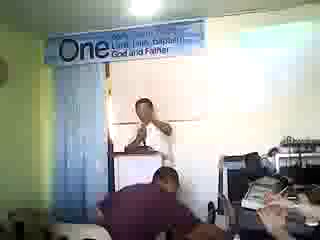 One
Lord, Faith, Baptism
God and Father